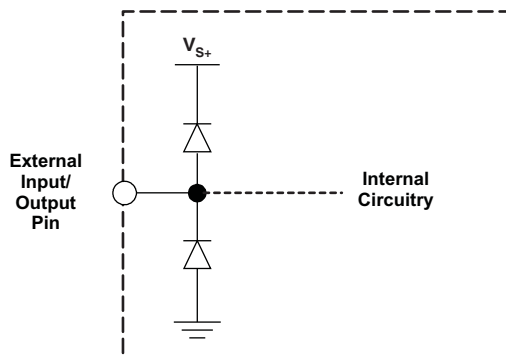 VS+
External
Input/
Output
Pin
Internal
Circuitry